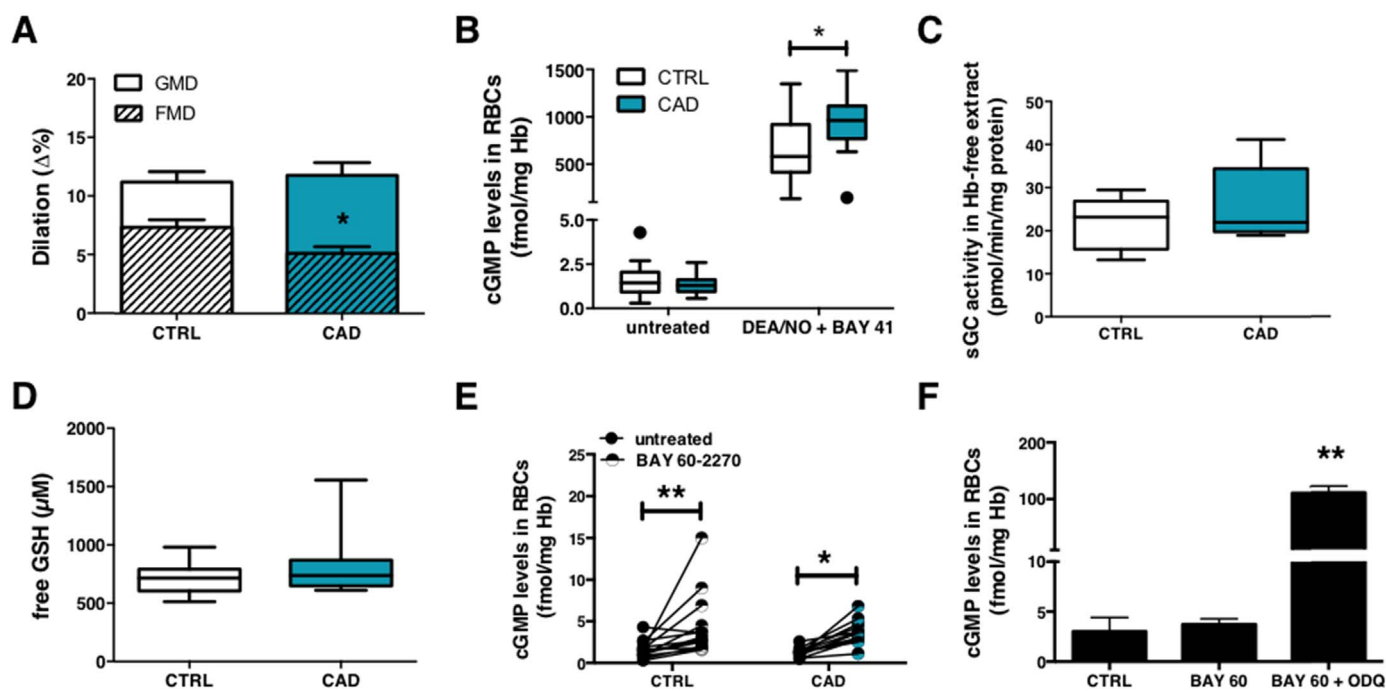 A
Dilation (Δ%)
20
15
10
5
0
GMD
FMD
*
CTRL
CAD
B
cGMP levels in RBCs
(fmol/mg Hb)
1500
1000
500
5.0
2.5
0.0
CTRL
CAD
*
untreated
DEA/NO + BAY 41
C
sGC activity in Hb-free extract
(pmol/min/mg protein)
50
40
30
20
10
0
CTRL
CAD
D
free GSH (µM)
2000
1500
1000
500
0
CTRL
CAD
E
cGMP levels in RBCs
(fmol/mg Hb)
25
20
15
10
5
0
untreated
BAY 60-2270
**
*
CTRL
CAD
F
cGMP levels in RBCs
(fmol/mg Hb)
200
100
10
5
0
**
CTRL
BAY 60
BAY 60 + ODQ